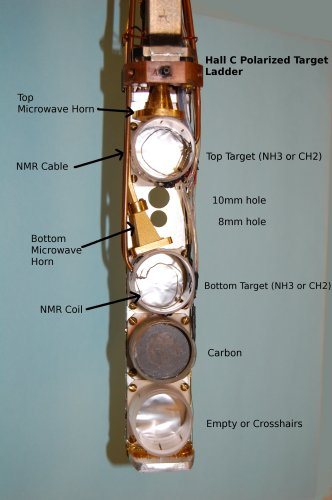 Hall C Polarized Target
Ladder
Top
Microwave Horn
NMR Cable
Top Target (NH3 or CH2)
10mm hole
8mm hole
Bottom
Microwave
Horn
Bottom Target (NH3 or CH2)
NMR Coil
Carbon
Empty or Crosshairs